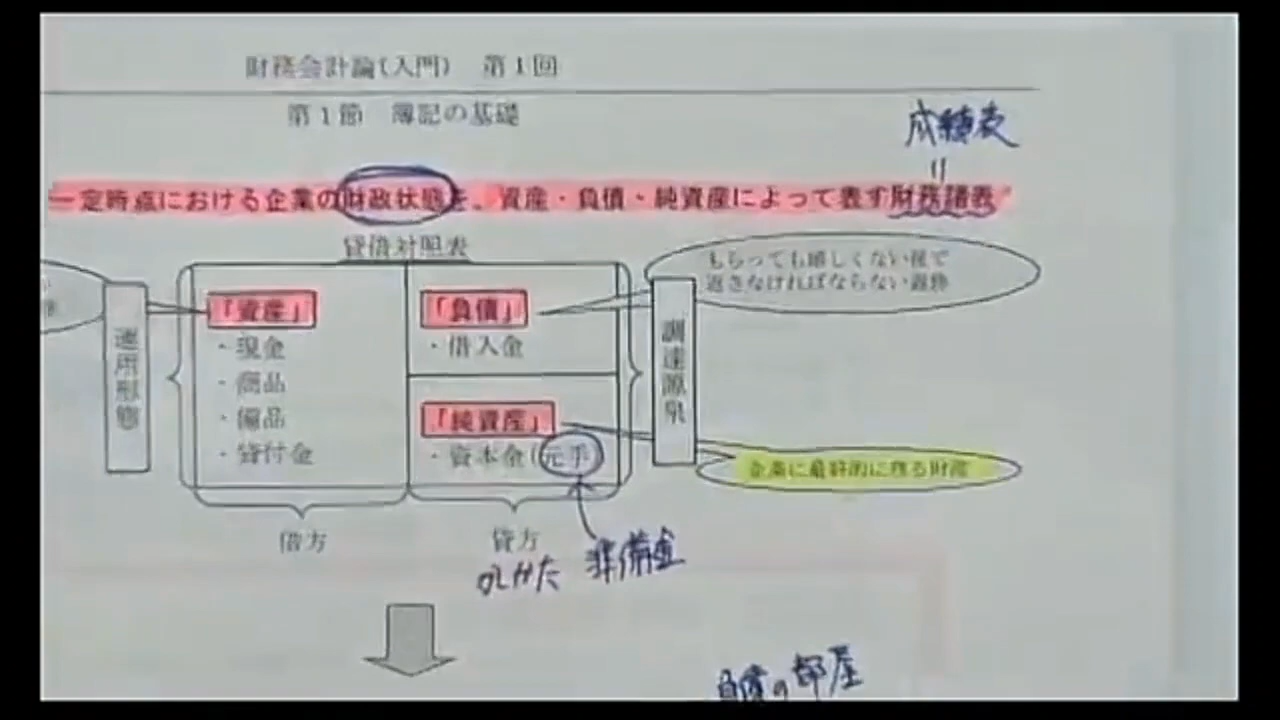 財務会計論(入門) 第1回
第1節 簿記の基礎
成績表
〃
一定時点における企業の財政状態を、資産・負債・純資産によって表す財務諸表
貸借対照表
もらっても嬉しくない後で
返さなければならない義務
運用形態
「資産」
・現金
・商品
・備品
・貸付金
「負債」
・借入金
「純資産」
・資本金(元手)
調達源泉
企業に最終的に残る財産
借方
貸方
かしかた
準備金
負債の部屋